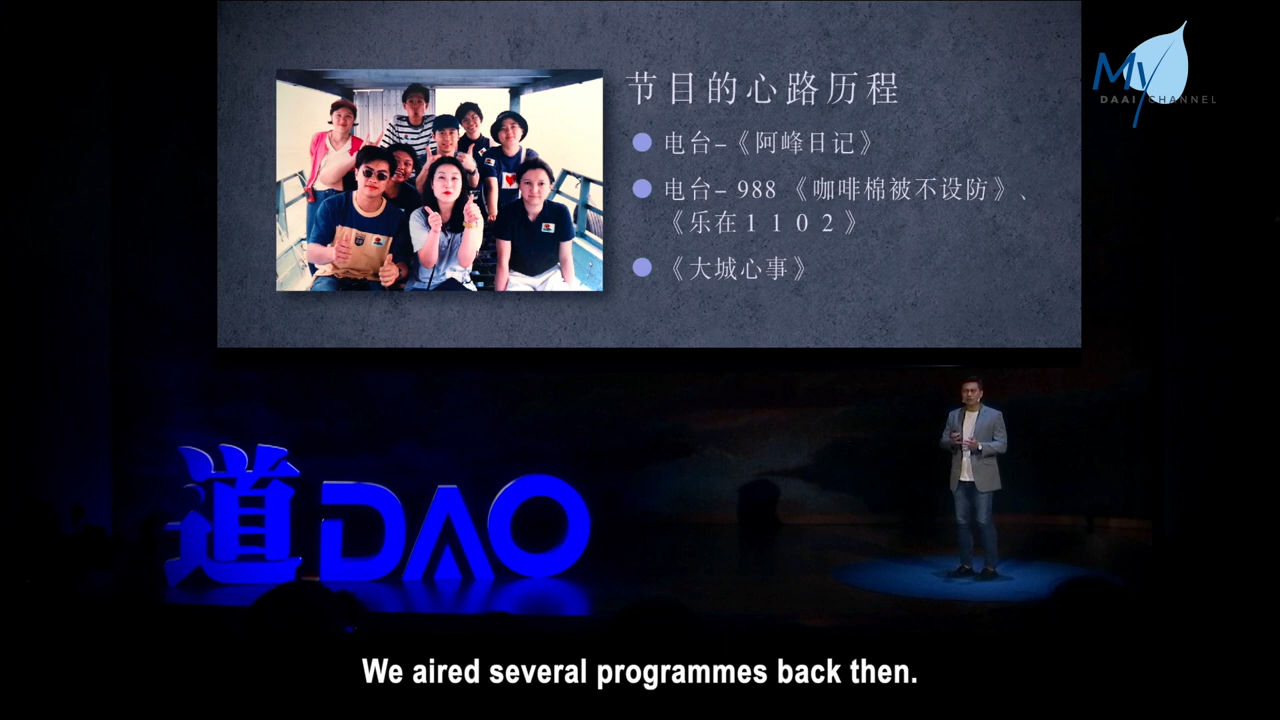 节目的心路历程
电台–《阿峰日记》
电台– 988 《咖啡棉被不设防》、
《乐在１１０２》
《大城心事》
My
DAAI CHANNEL
道DAO
We aired several programmes back then.